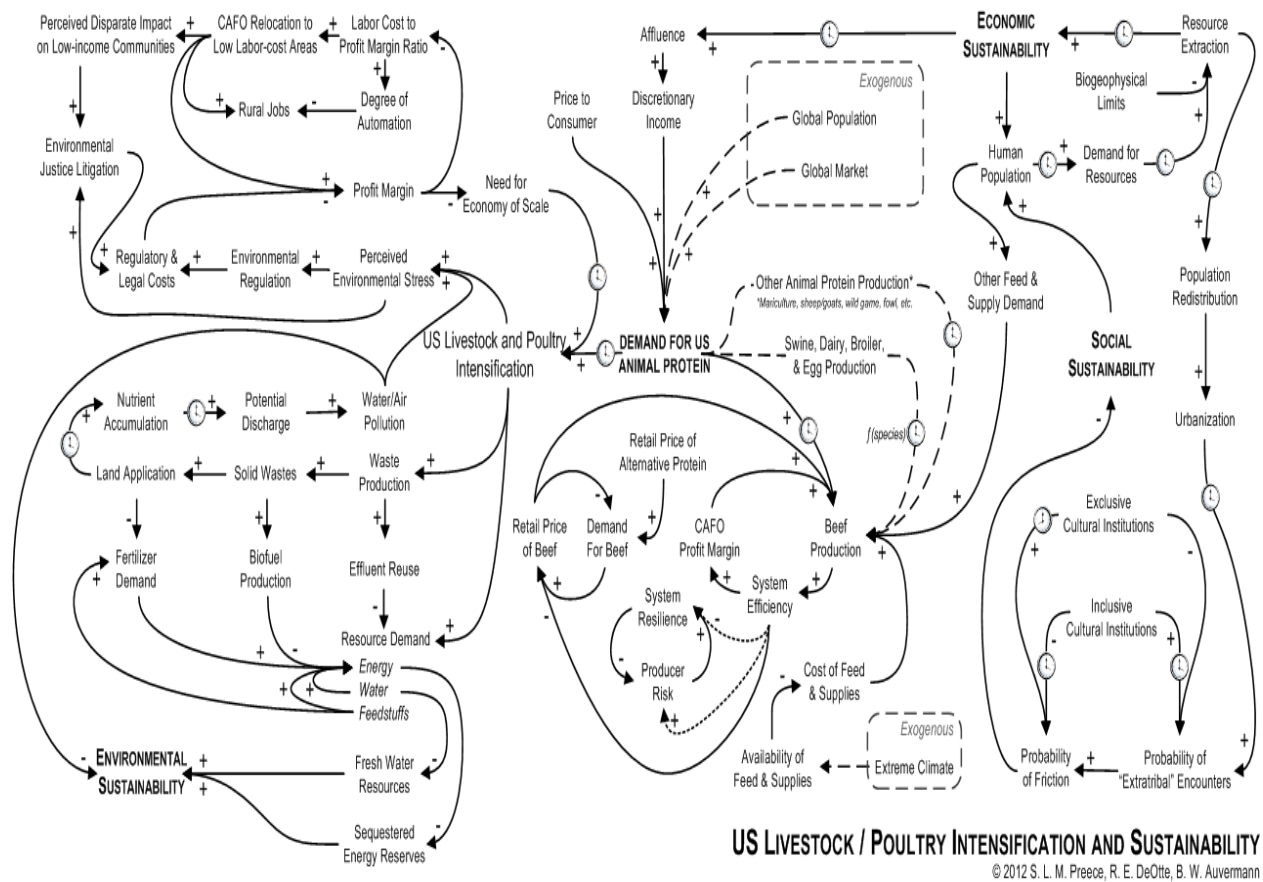 Perceived Disparate Impact
on Low-income Communities
CAFO Relocation to
Low Labor-cost Areas
Labor Cost to
Profit Margin Ratio
Rural Jobs
Degree of
Automation
Environmental
Justice Litigation
Profit Margin
Need for
Economy of Scale
Regulatory &
Legal Costs
Environmental
Regulation
Perceived
Environmental Stress
Affluence
Discretionary
Income
Price to
Consumer
Exogenous
Global Population
Global Market
ECONOMIC
SUSTAINABILITY
Resource
Extraction
Biogeophysical
Limits
Human
Population
Demand for
Resources
Other Feed &
Supply Demand
Population
Redistribution
Other Animal Protein Production*
*Mariculture, sheep/goats, wild game, fowl, etc.
US Livestock and Poultry
Intensification
DEMAND FOR US
ANIMAL PROTEIN
Swine, Dairy, Broiler,
& Egg Production
SOCIAL
SUSTAINABILITY
Urbanization
Nutrient
Accumulation
Potential
Discharge
Water/Air
Pollution
Land Application
Solid Wastes
Waste
Production
Fertilizer
Demand
Biofuel
Production
Effluent Reuse
Resource Demand
Energy
Water
Feedstuffs
ENVIRONMENTAL
SUSTAINABILITY
Fresh Water
Resources
Sequestered
Energy Reserves
Retail Price of
Alternative Protein
ƒ(species)
Retail Price
of Beef
Demand
For Beef
CAFO
Profit Margin
Beef
Production
System
Resilience
System
Efficiency
Producer
Risk
Cost of Feed
& Supplies
Availability of
Feed & Supplies
Exogenous
Extreme Climate
Exclusive
Cultural Institutions
Inclusive
Cultural Institutions
Probability
of Friction
Probability of
"Extratribal" Encounters
US LIVESTOCK / POULTRY INTENSIFICATION AND SUSTAINABILITY
© 2012 S. L. M. Preece, R. E. DeOtte, B. W. Auvermann